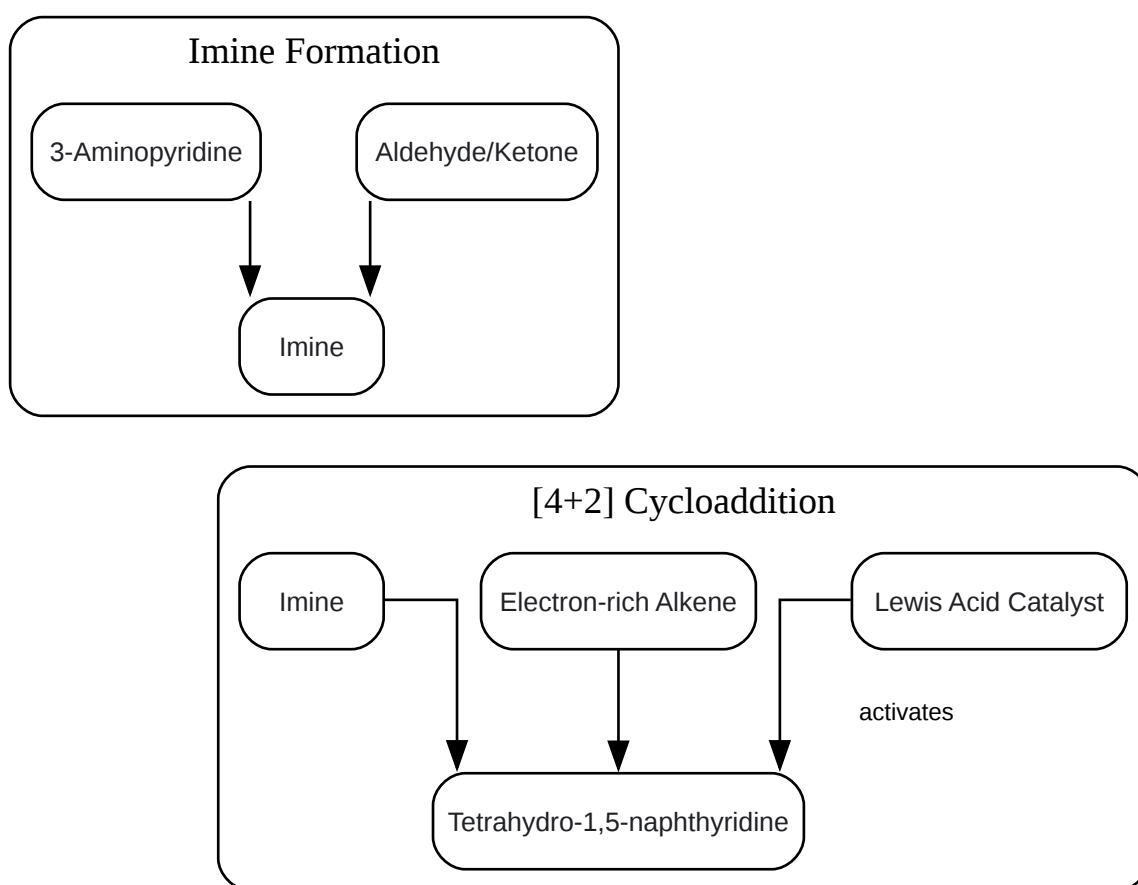 Imine Formation
3-Aminopyridine
Aldehyde/Ketone
Imine
[4+2] Cycloaddition
Imine
Electron-rich Alkene
Lewis Acid Catalyst
activates
Tetrahydro-1,5-naphthyridine